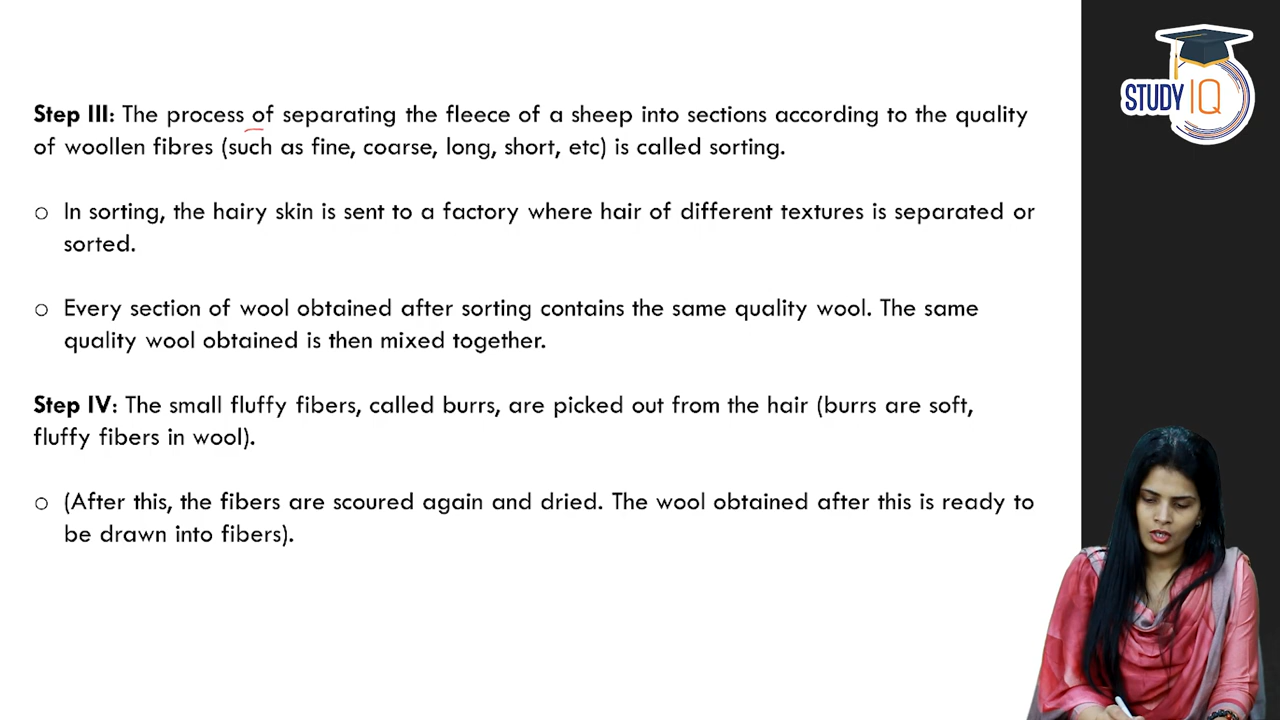 Step III: The process of separating the fleece of a sheep into sections according to the quality
of woollen fibres (such as fine, coarse, long, short, etc) is called sorting.
○ In sorting, the hairy skin is sent to a factory where hair of different textures is separated or
sorted.
○ Every section of wool obtained after sorting contains the same quality wool. The same
quality wool obtained is then mixed together.
Step IV: The small fluffy fibers, called burrs, are picked out from the hair (burrs are soft,
fluffy fibers in wool).
○ (After this, the fibers are scoured again and dried. The wool obtained after this is ready to
be drawn into fibers).
STUDY IQ